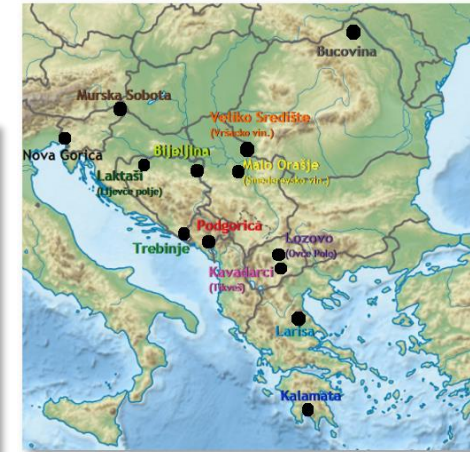 Bucovina
Murska Sobota
Veliko Središte
(Vršačko vin.)
Nova Gorica
Bijeljina
Malo Orašje
(Smederevsko vin.)
Laktaši
(Lijevče polje)
Podgorica
Trebinje
Lozovo
(Ovče Pole)
Kavadarci
(Tikveš)
Larisa
Kalamata